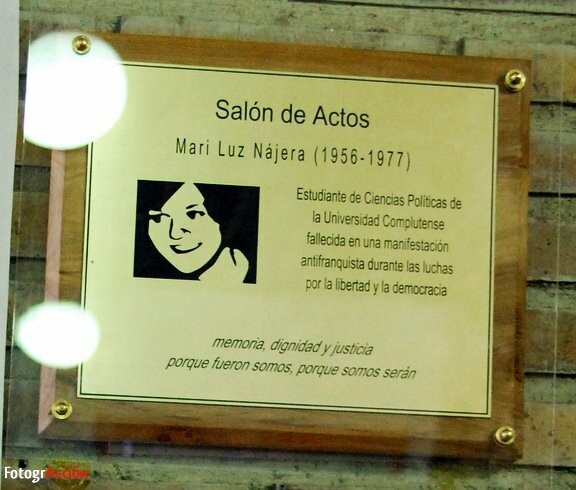 Salón de Actos
Mari Luz Nájera (1956-1977)
Estudiante de Ciencias Políticas de
la Universidad Complutense
fallecida en una manifestación
antifranquista durante las luchas
por la libertad y la democracia
memoria, dignidad y justicia
porque fueron somos, porque somos serán
FotogrAcción